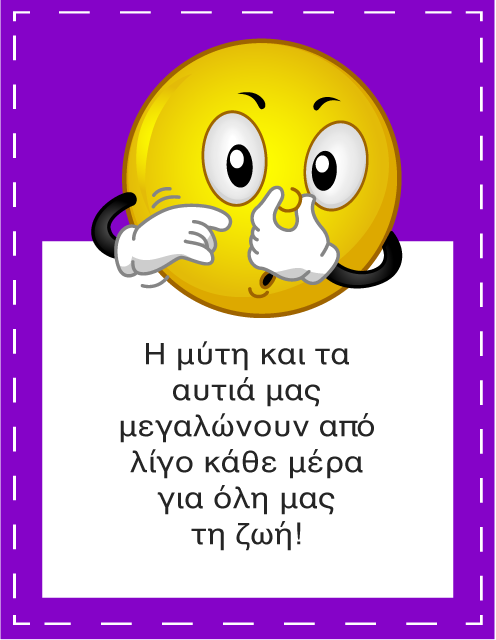 Η μύτη και τα
αυτιά μας
μεγαλώνουν από
λίγο κάθε μέρα
για όλη μας
τη ζωή!